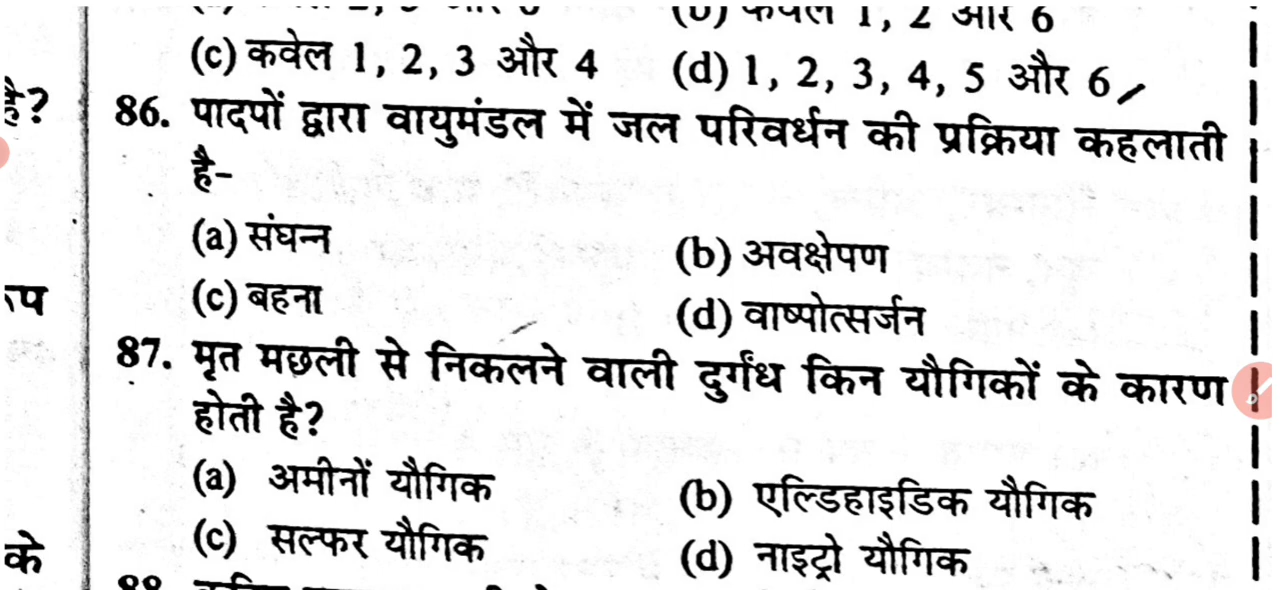 (c) कवेल 1, 2, 3 और 4 (d) 1, 2, 3, 4, 5 और 6
है?
86. पादपों द्वारा वायुमंडल में जल परिवर्धन की प्रक्रिया कहलाती
है-
(a) संघन्न (b) अवक्षेपण
(c) बहना (d) वाष्पोत्सर्जन
87. मृत मछली से निकलने वाली दुर्गंध किन यौगिकों के कारण
होती है?
(a) अमीनों यौगिक (b) एल्डिहाइडिक यौगिक
(c) सल्फर यौगिक (d) नाइट्रो यौगिक
के